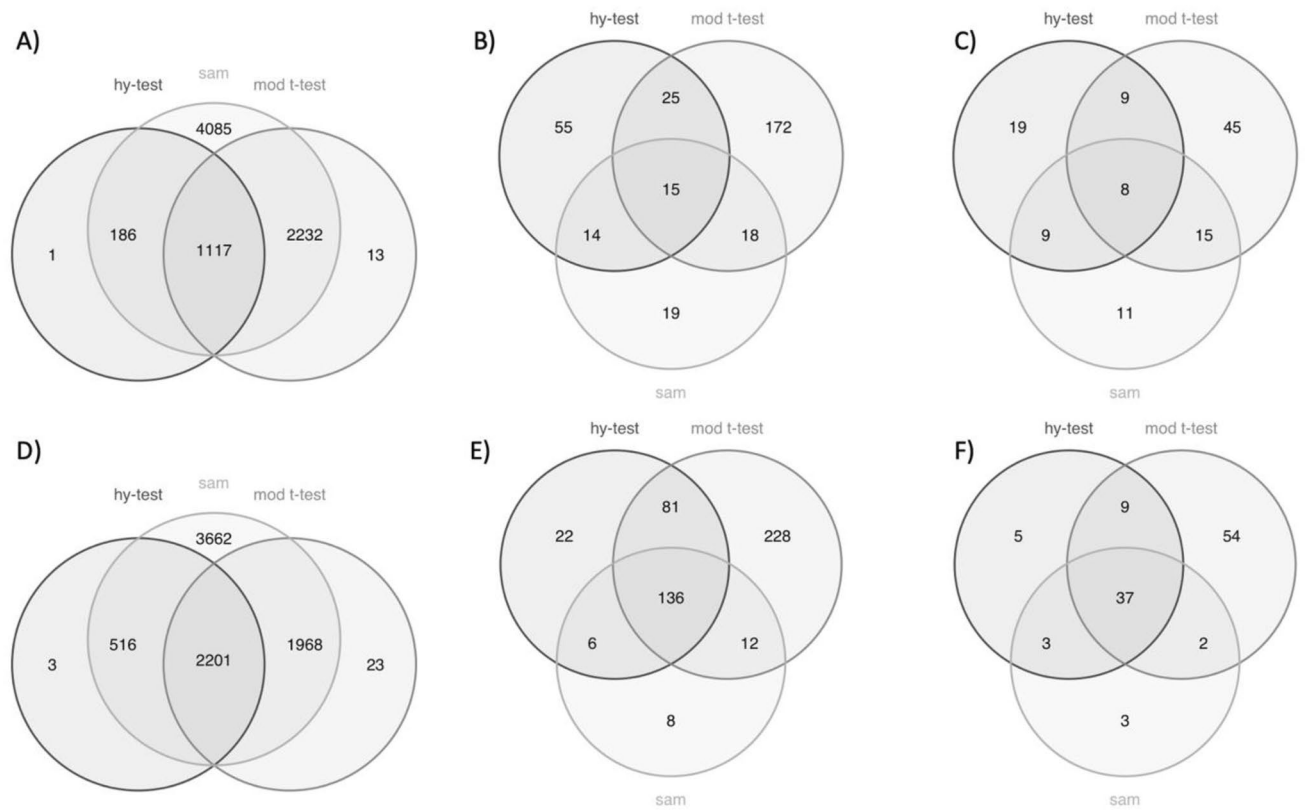 A)
sam
hy-test mod t-test
4085
186 2232
1 1117 13
B)
hy-test mod t-test
25
55 172
15
14 18
19
sam
C)
hy-test mod t-test
9
19 45
8
9 15
11
sam
D)
sam
hy-test mod t-test
3662
516 1968
3 2201 23
E)
hy-test mod t-test
81
22 228
136
6 12
8
sam
F)
hy-test mod t-test
9
5 54
37
3 2
3
sam